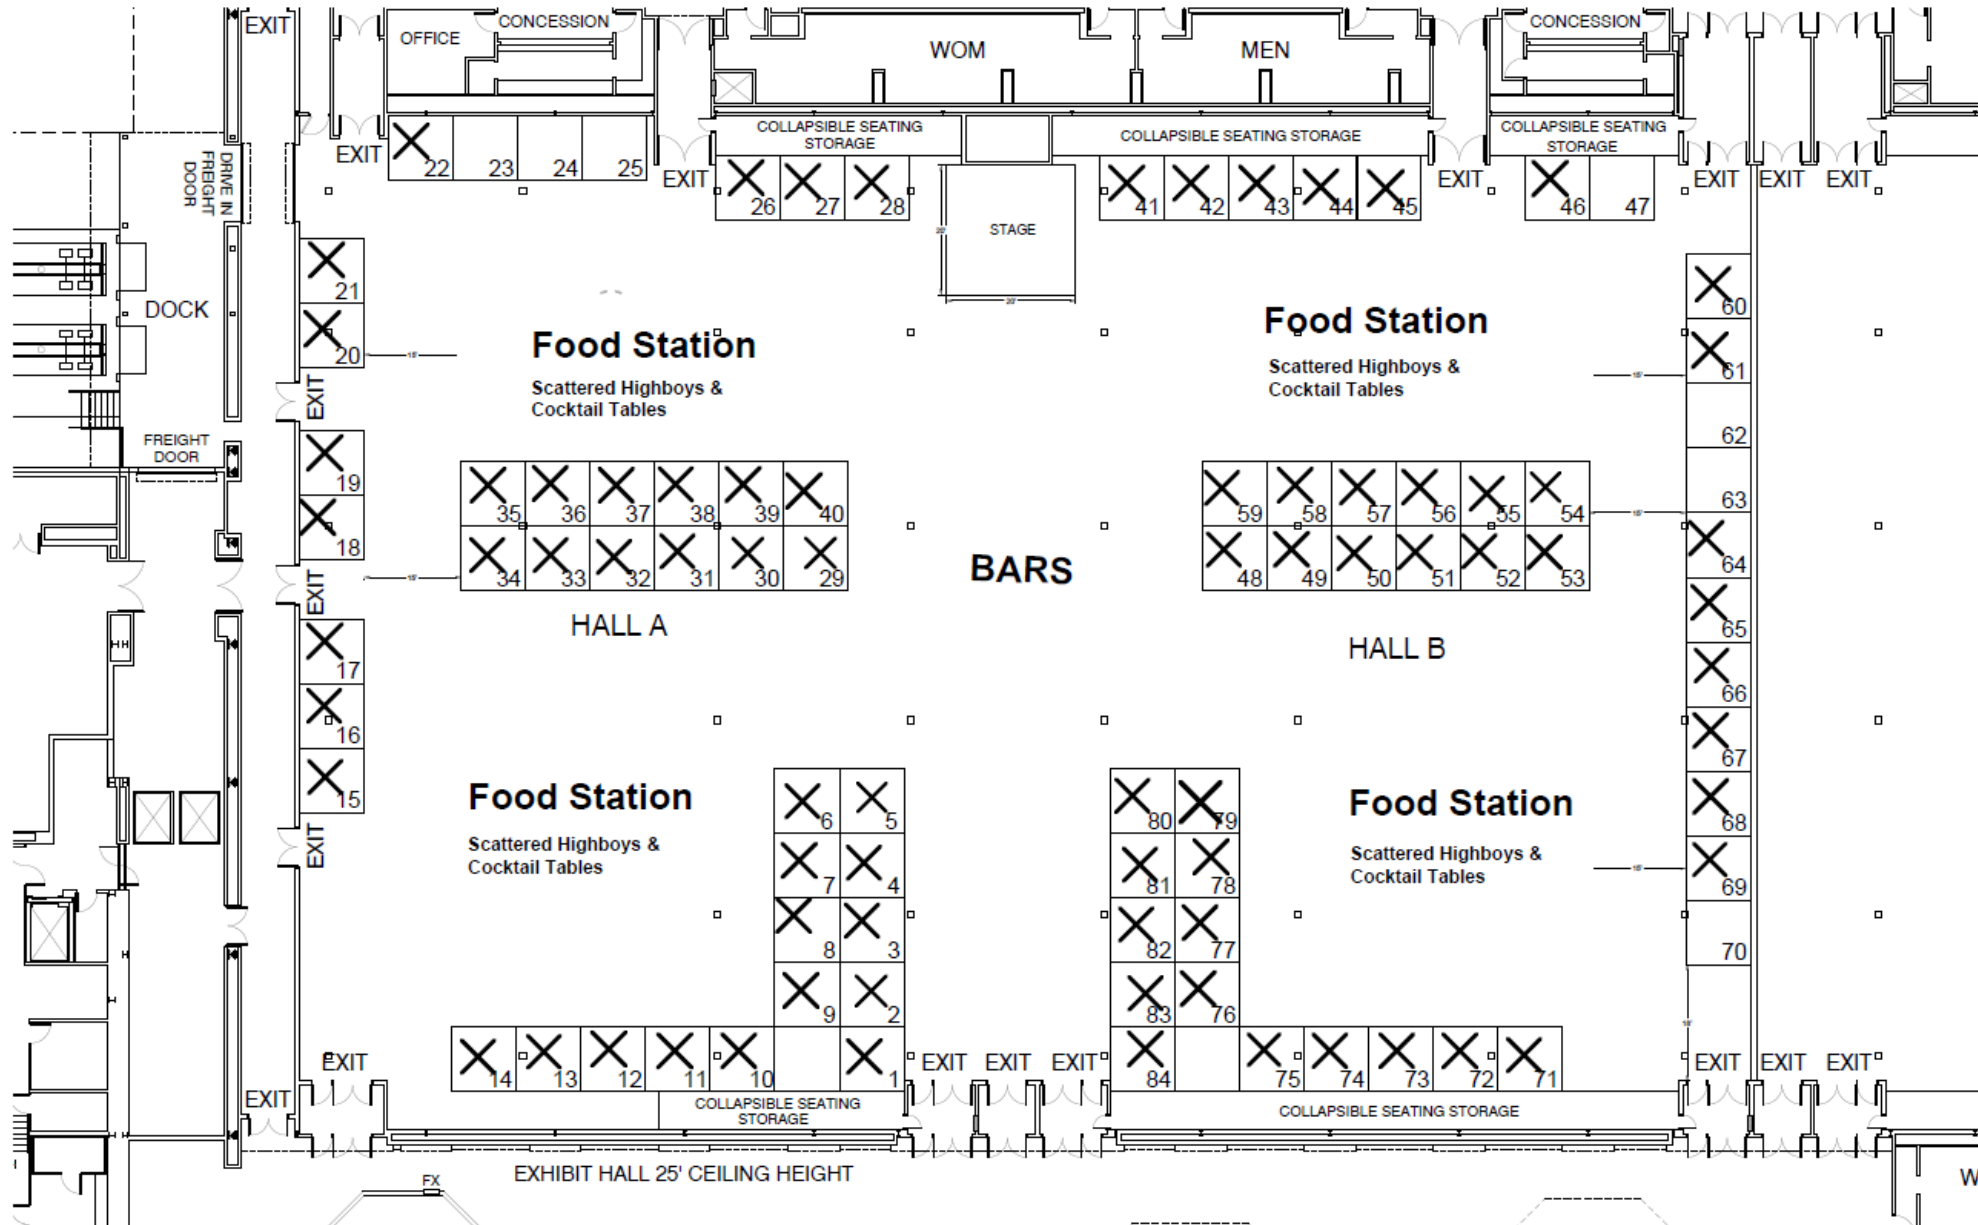 EXIT
OFFICE
CONCESSION
WOM
MEN
CONCESSION
COLLAPSIBLE SEATING
STORAGE
COLLAPSIBLE SEATING STORAGE
COLLAPSIBLE SEATING
STORAGE
EXIT
22
23
24
25
EXIT
26
27
28
41
42
43
44
45
EXIT
46
47
EXIT
EXIT
EXIT
DRIVE IN
FREIGHT
DOOR
STAGE
20'
20'
21
20
DOCK
18'
EXIT
FREIGHT
DOOR
Food Station
Scattered Highboys &
Cocktail Tables
Food Station
Scattered Highboys &
Cocktail Tables
60
61
62
63
64
65
66
67
68
69
70
19
18
EXIT
35
36
37
38
39
40
34
33
32
31
30
29
HALL A
BARS
59
58
57
56
55
54
48
49
50
51
52
53
HALL B
17
16
15
EXIT
Food Station
Scattered Highboys &
Cocktail Tables
6
5
7
4
8
3
9
2
14
13
12
11
10
1
80
79
81
78
82
77
83
76
84
75
74
73
72
71
Food Station
Scattered Highboys &
Cocktail Tables
EXIT
EXIT
EXIT
EXIT
EXIT
EXIT
EXIT
EXIT
COLLAPSIBLE SEATING
STORAGE
COLLAPSIBLE SEATING STORAGE
EXHIBIT HALL 25' CEILING HEIGHT
FX
W